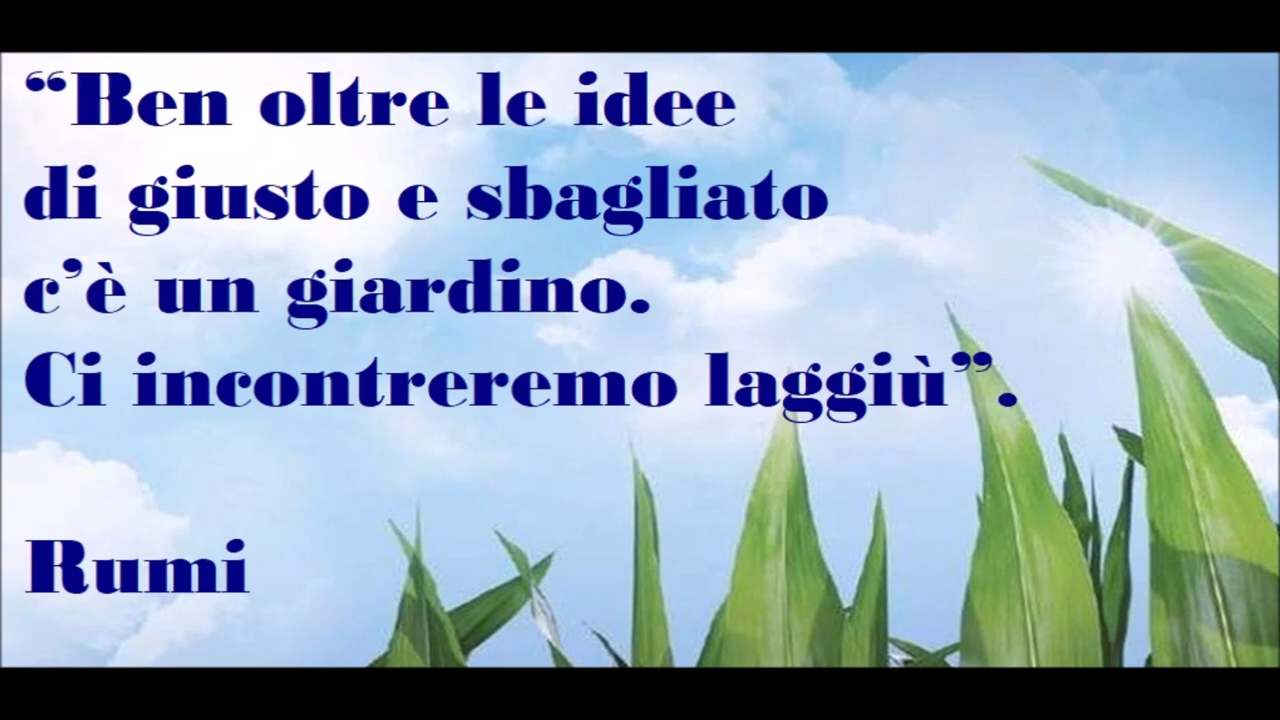 “Ben oltre le idee
di giusto e sbagliato
c’è un giardino.
Ci incontreremo laggiù”.
Rumi